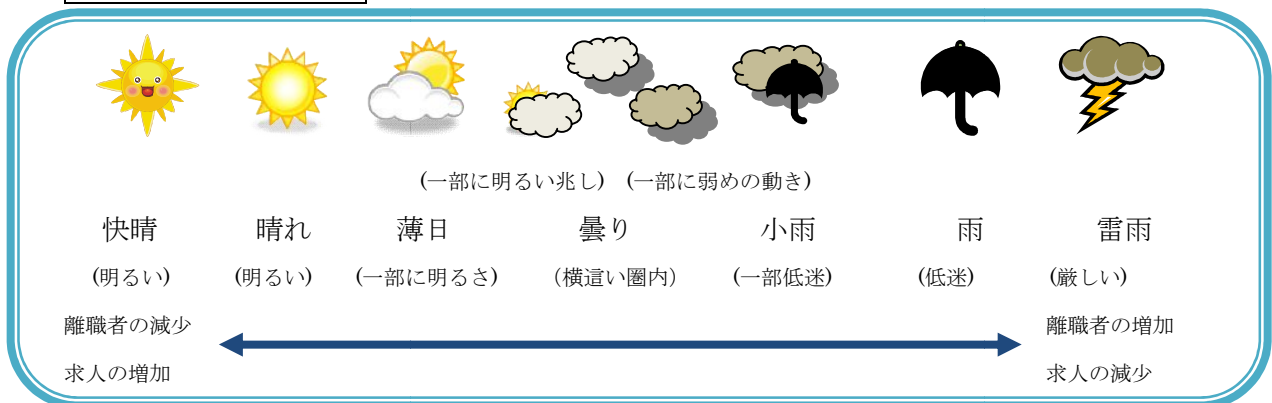 (一部に明るい兆し) (一部に弱めの動き)
快晴 晴れ 薄日 曇り 小雨 雨 雷雨
(明るい) (明るい) (一部に明るさ) (横這い圏内) (一部低迷) (低迷) (厳しい)
離職者の減少 離職者の増加
求人の増加 求人の減少